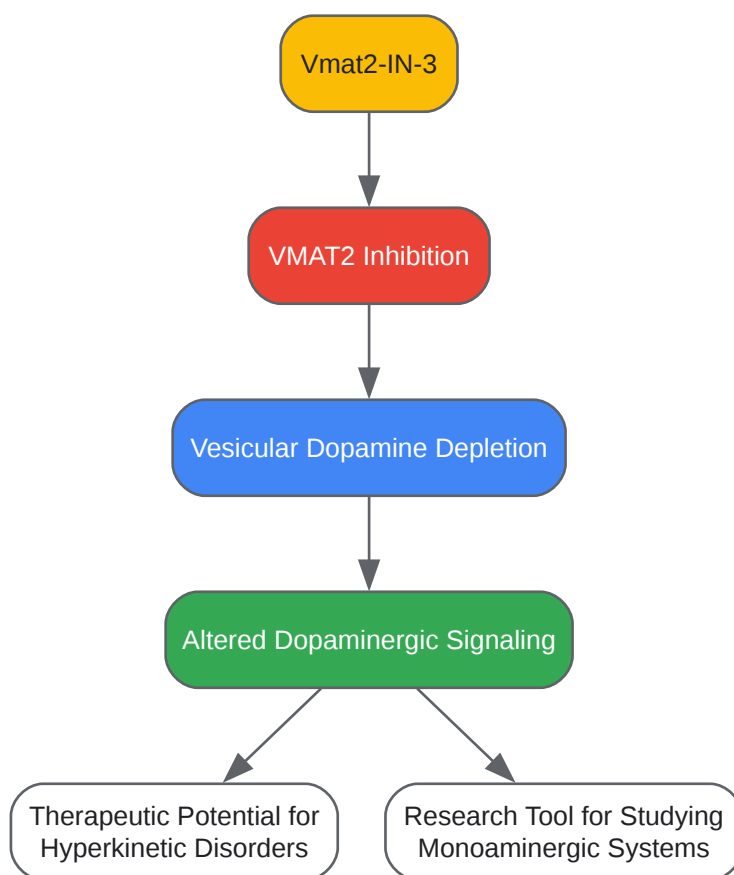 Vmat2-IN-3
VMAT2 Inhibition
Vesicular Dopamine Depletion
Altered Dopaminergic Signaling
Therapeutic Potential for
Hyperkinetic Disorders
Research Tool for Studying
Monoaminergic Systems